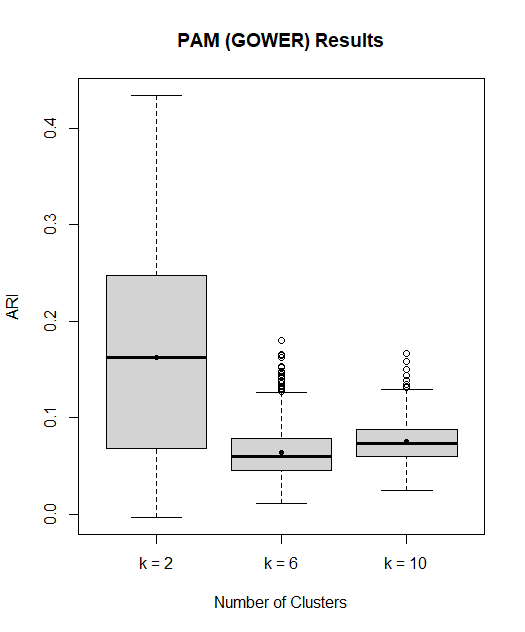 PAM (GOWER) Results
ARI
0.4
0.3
0.2
0.1
0.0
k = 2 k = 6 k = 10
Number of Clusters